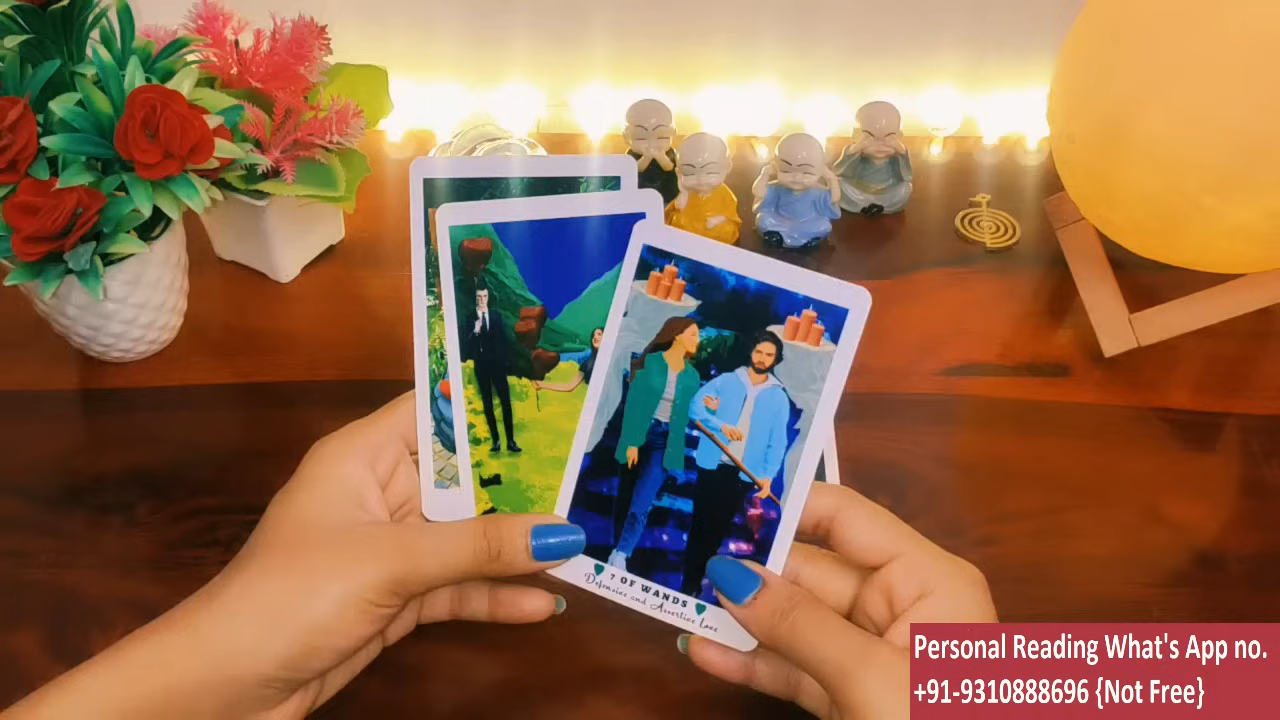 7 OF WANDS
Defensive and Assertive Love
Personal Reading What's App no.
+91-9310888696 {Not Free}